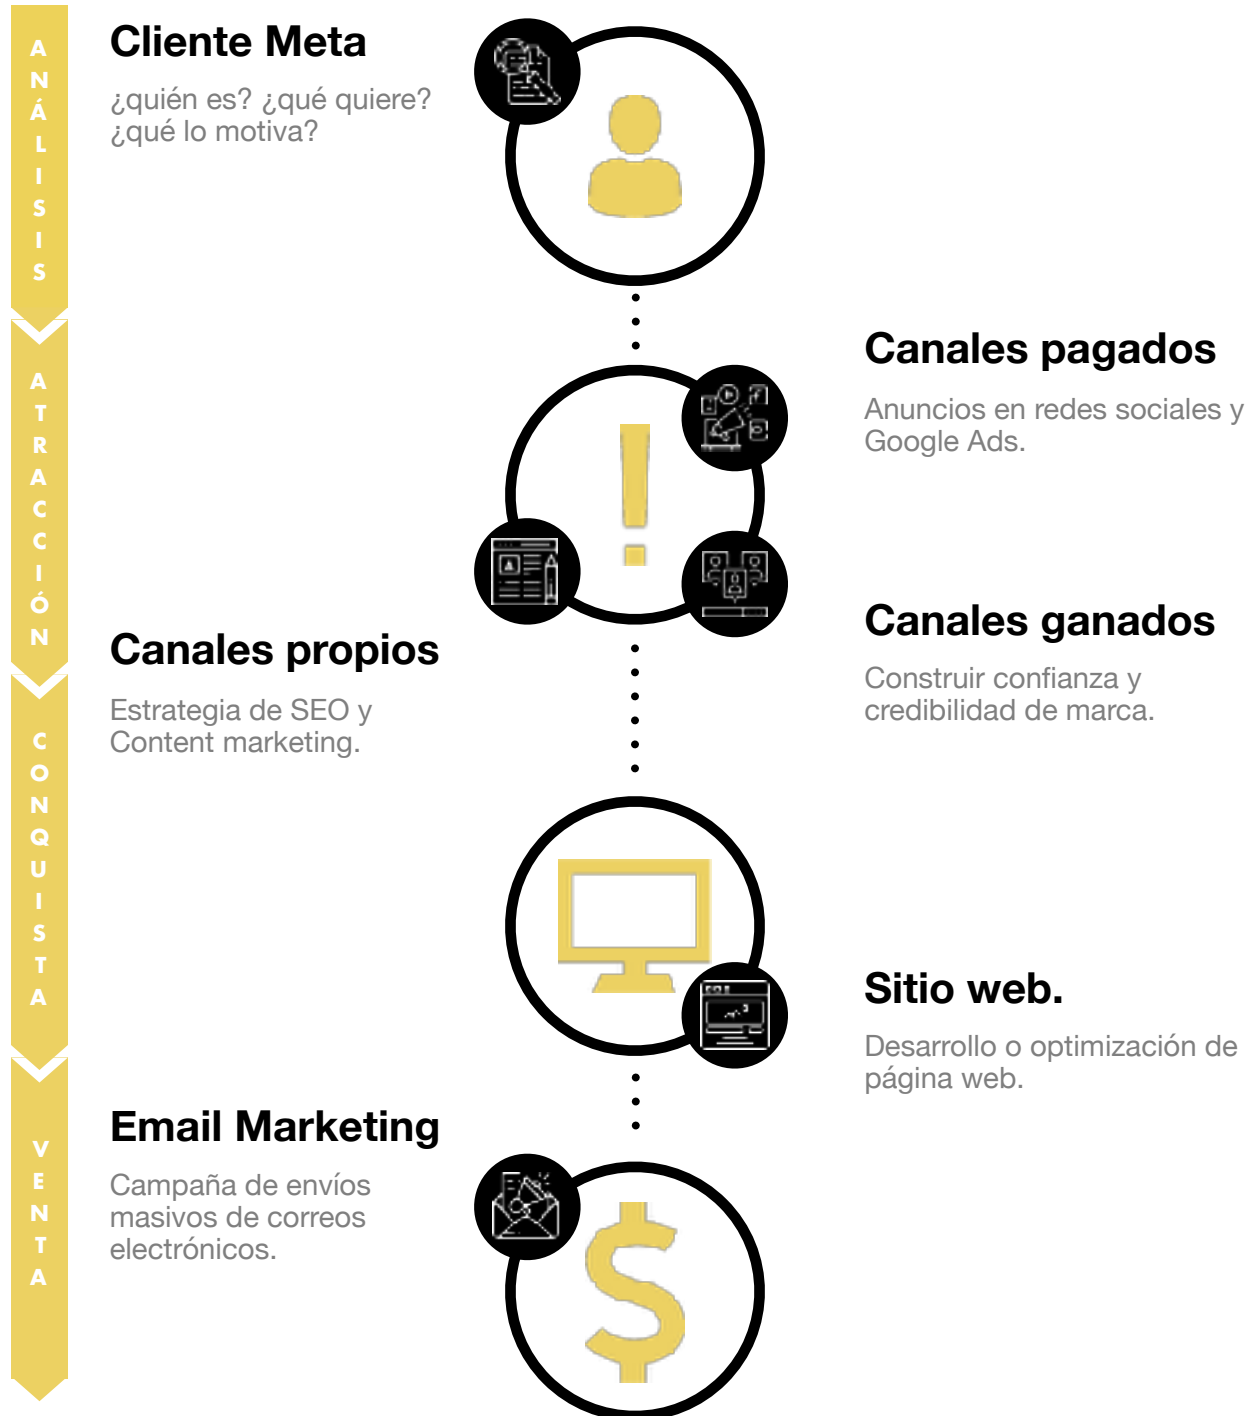 ANÁLISIS
Cliente Meta
¿quién es? ¿qué quiere?
¿qué lo motiva?
ATRACCIÓN
Canales pagados
Anuncios en redes sociales y
Google Ads.
Canales propios
Estrategia de SEO y
Content marketing.
Canales ganados
Construir confianza y
credibilidad de marca.
CONQUISTA
Sitio web.
Desarrollo o optimización de
página web.
VENTA
Email Marketing
Campaña de envíos
masivos de correos
electrónicos.